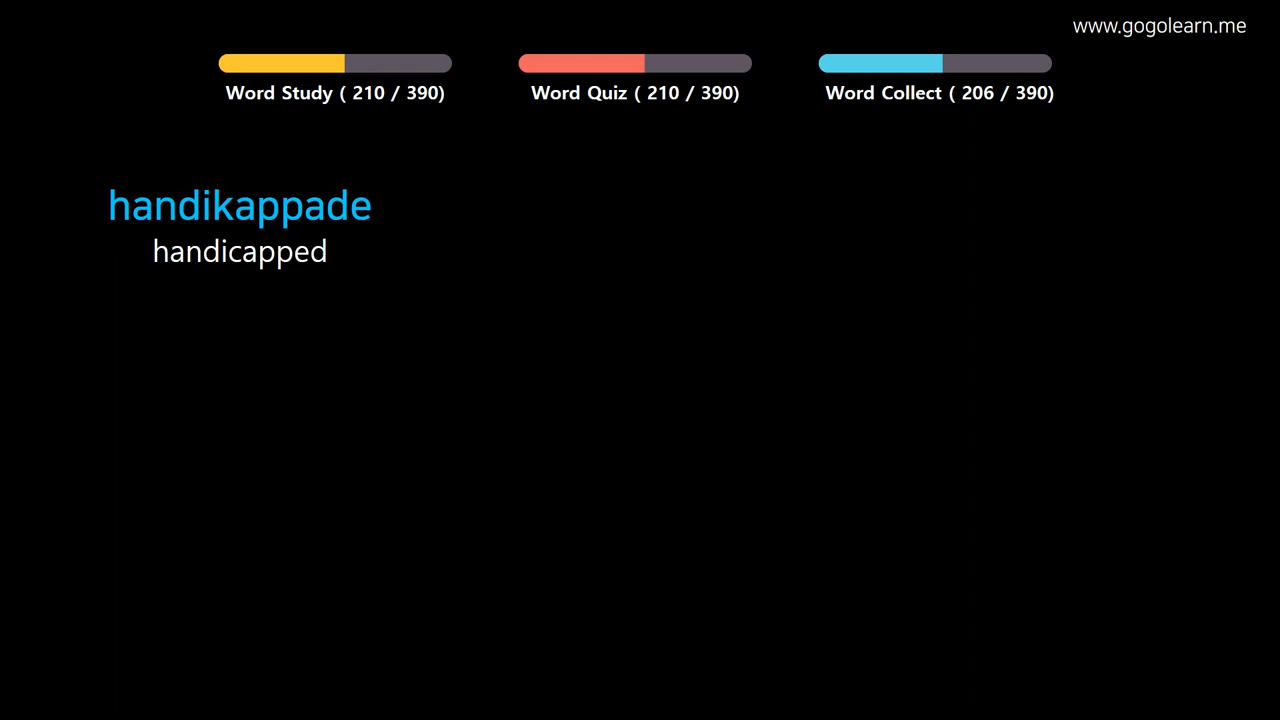 www.gogolearn.me
Word Study ( 210 / 390)
Word Quiz ( 210 / 390)
Word Collect ( 206 / 390)
handikappade
handicapped